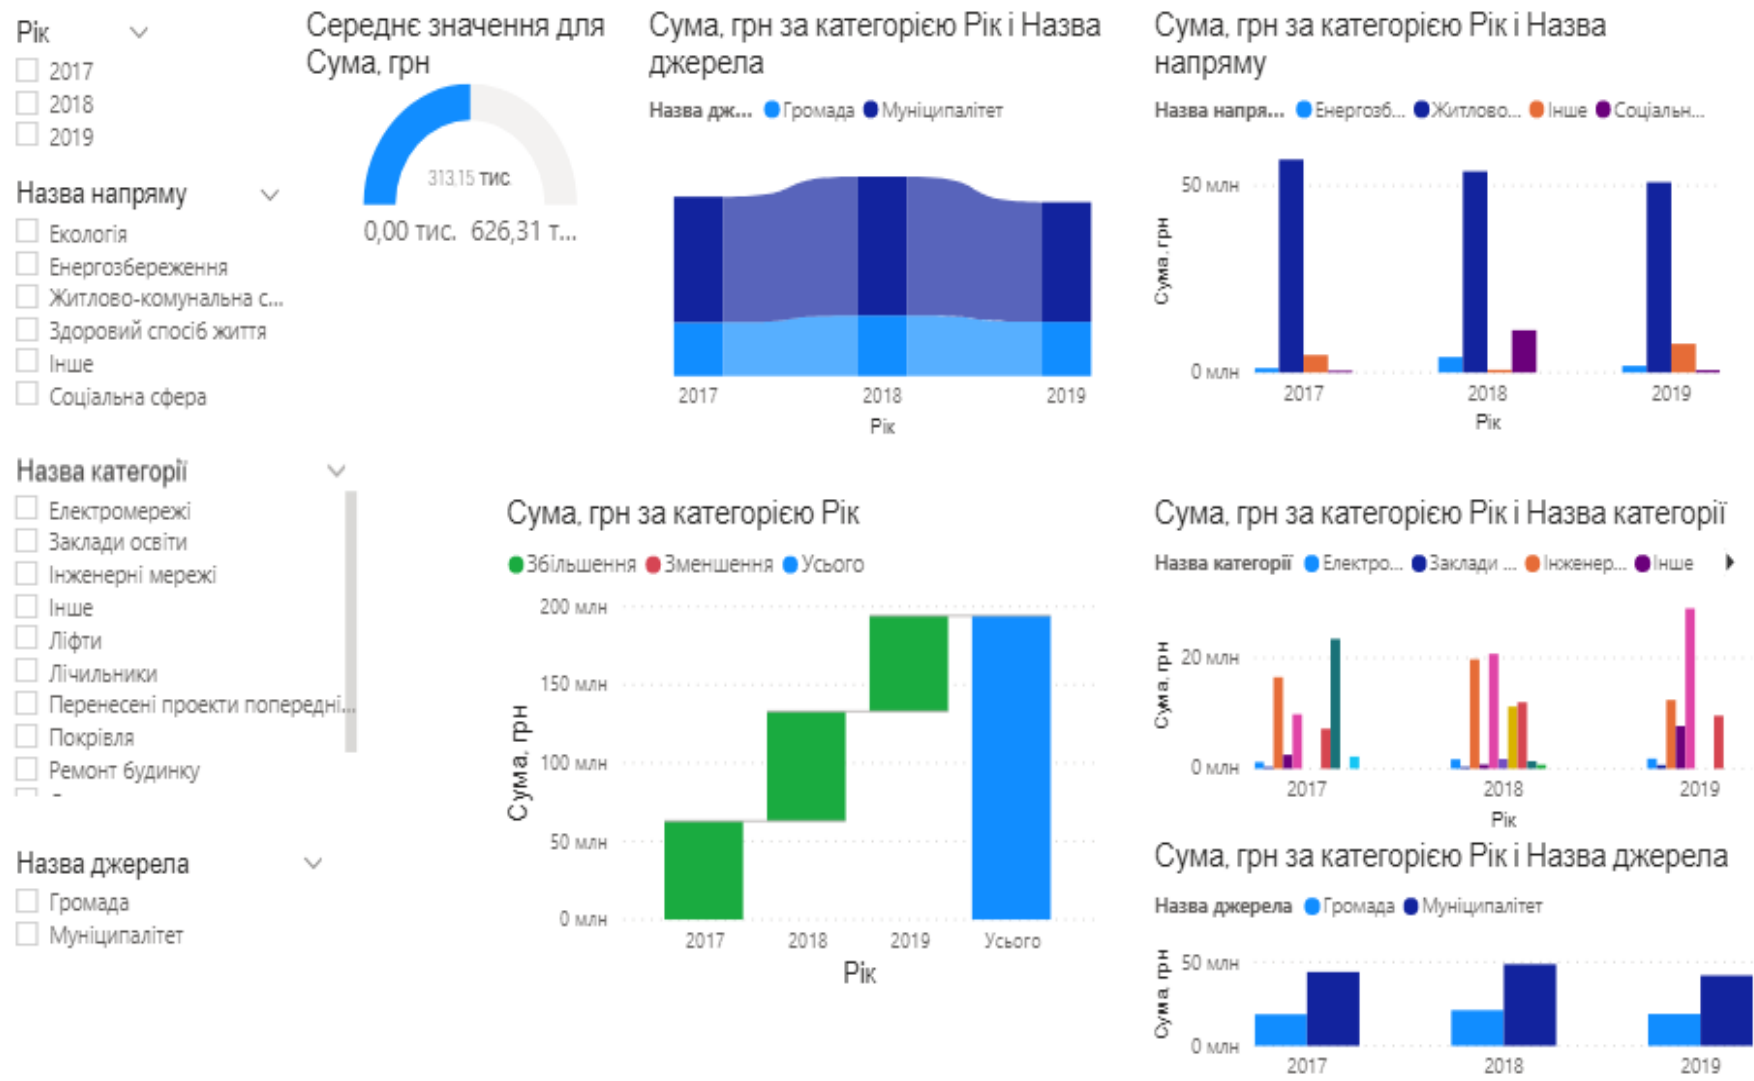 Рік
2017
2018
2019
Назва напряму
Екологія
Енергозбереження
Житлово-комунальна с...
Здоровий спосіб життя
Інше
Соціальна сфера
Назва категорії
Електромережі
Заклади освіти
Інженерні мережі
Інше
Ліфти
Лічильники
Перенесені проекти попередні...
Покрівля
Ремонт будинку
Назва джерела
Громада
Муніципалітет
Середнє значення для
Сума, грн
313,15 тис.
0,00 тис. 626,31 т...
Сума, грн за категорією Рік і Назва
джерела
Назва дж... Громада Муніципалітет
2017 2018 2019
Рік
Сума, грн за категорією Рік і Назва
напряму
Назва напря... Енергозб... Житлово... Інше Соціальн...
50 млн
0 млн
Сума, грн
2017 2018 2019
Рік
Сума, грн за категорією Рік
Збільшення Зменшення Усього
200 млн
150 млн
100 млн
50 млн
0 млн
Сума, грн
2017 2018 2019 Усього
Рік
Сума, грн за категорією Рік і Назва категорії
Назва категорії Електро... Заклади ... Інженер... Інше
20 млн
0 млн
Сума, грн
2017 2018 2019
Рік
Сума, грн за категорією Рік і Назва джерела
Назва джерела Громада Муніципалітет
50 млн
0 млн
Сума, грн
2017 2018 2019